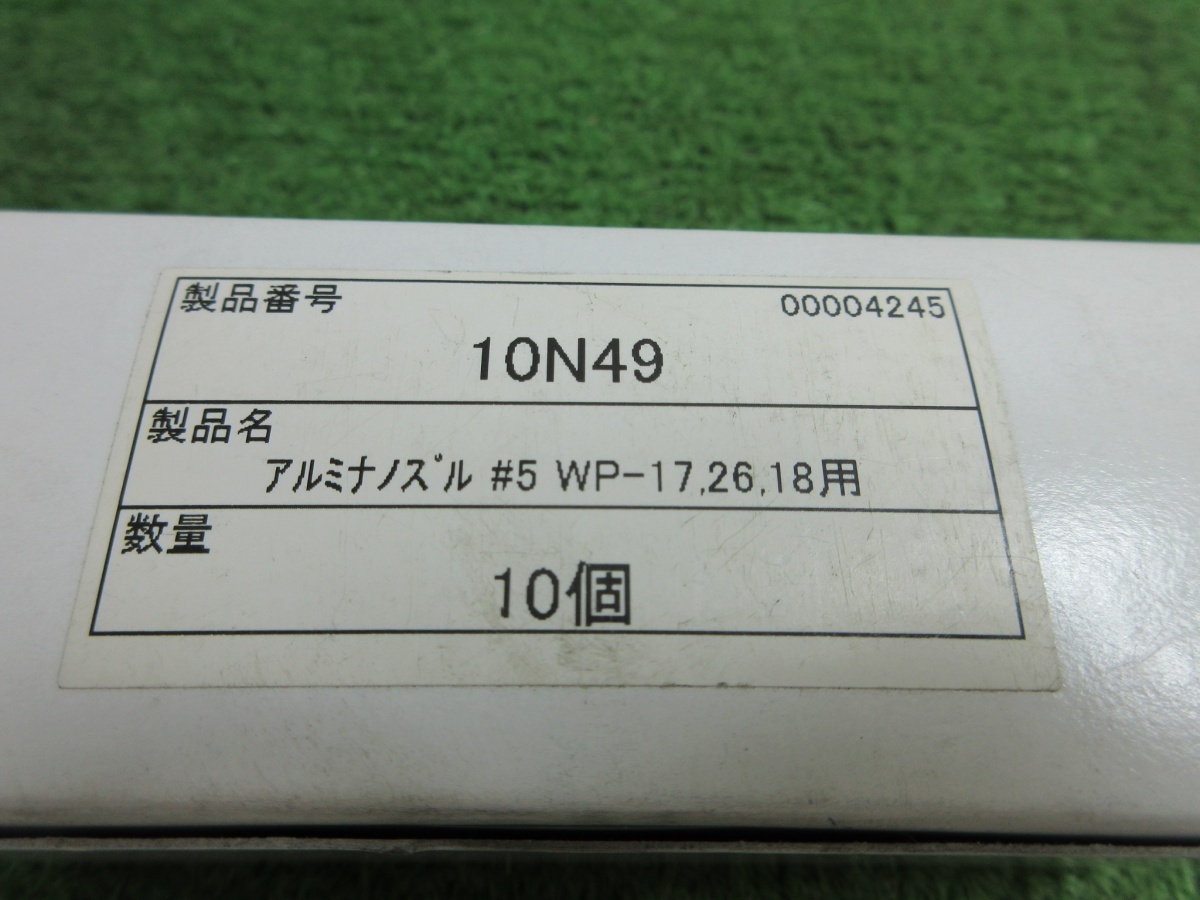 製品番号 00004245
10N49
製品名
ｱﾙﾐﾅﾉｽﾞﾙ #5 WP-17,26,18用
数量
10個